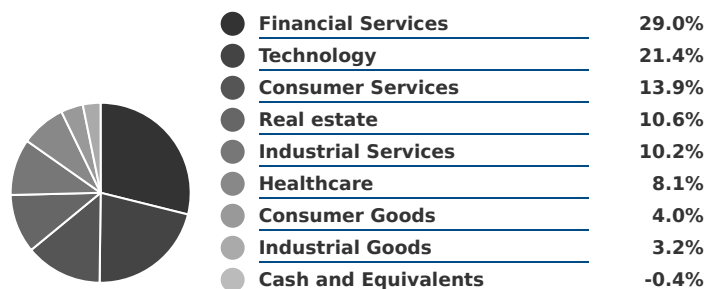 Financial Services 29.0%
Technology 21.4%
Consumer Services 13.9%
Real estate 10.6%
Industrial Services 10.2%
Healthcare 8.1%
Consumer Goods 4.0%
Industrial Goods 3.2%
Cash and Equivalents -0.4%